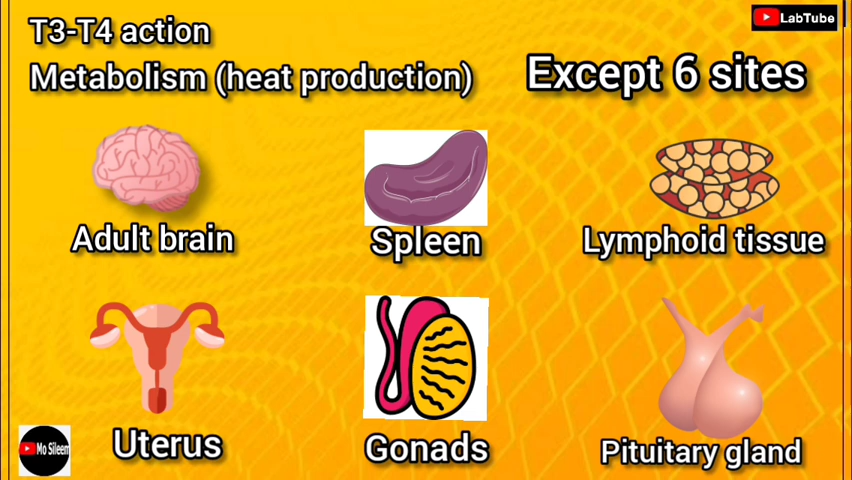 LabTube
T3-T4 action
Metabolism (heat production)
Except 6 sites
Adult brain
Spleen
Lymphoid tissue
Uterus
Gonads
Pituitary gland
Mo Sileem